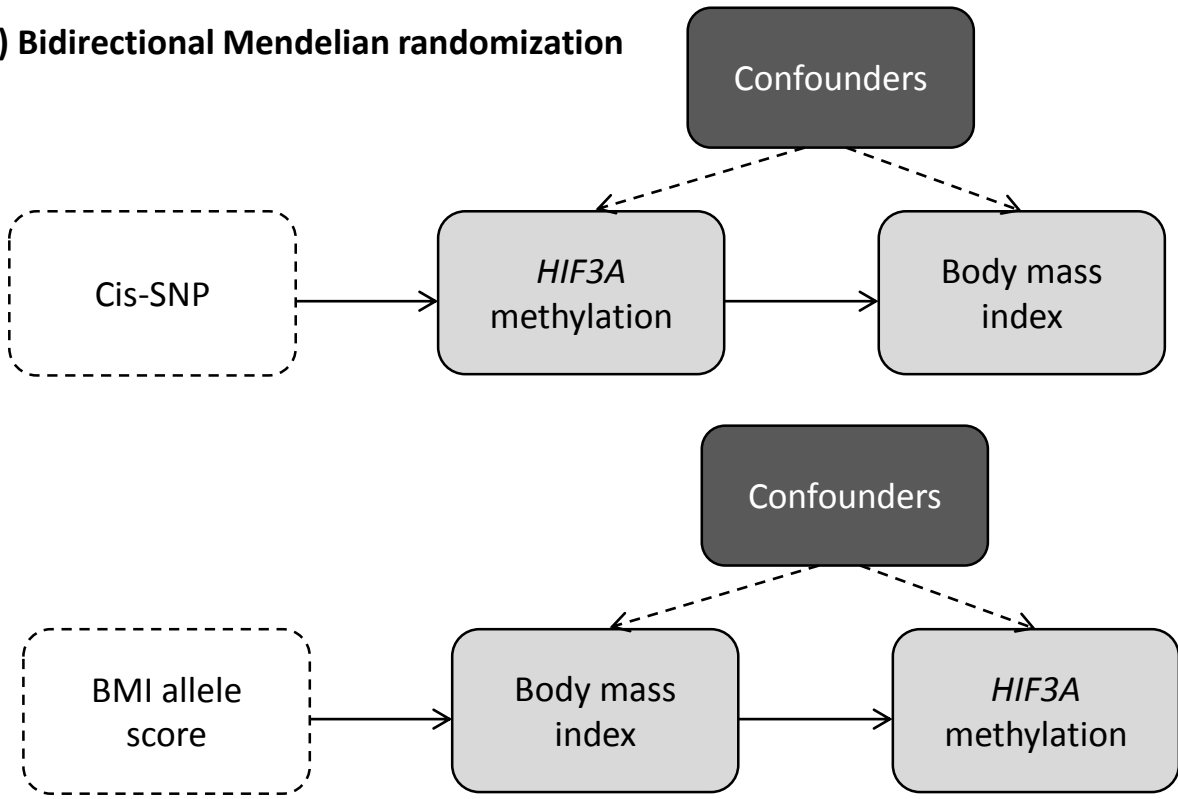 ) Bidirectional Mendelian randomization
Confounders
Cis-SNP
HIF3A
methylation
Body mass
index
Confounders
BMI allele
score
Body mass
index
HIF3A
methylation